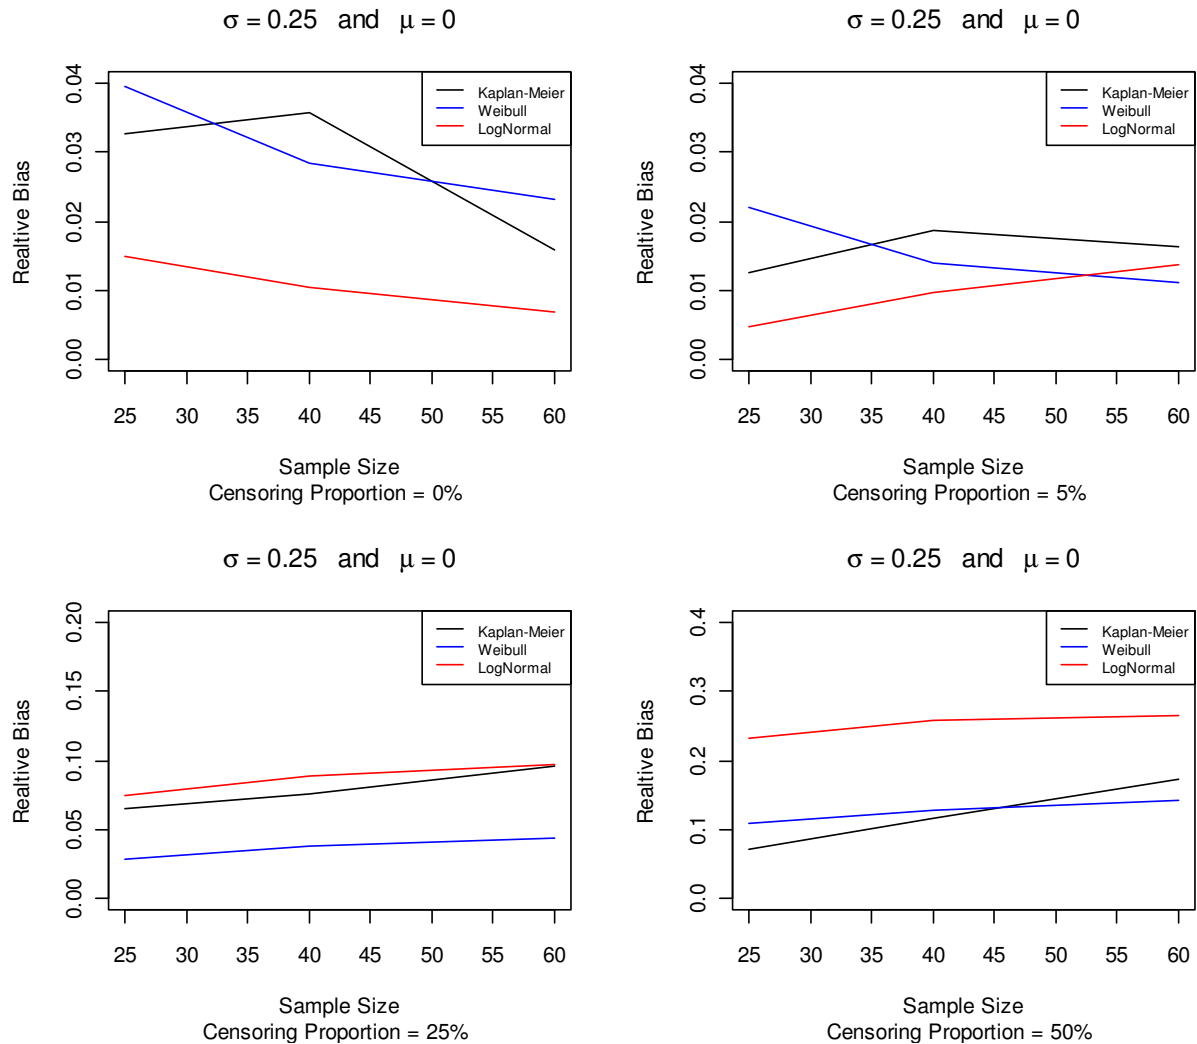 σ = 0.25 and μ = 0
Realtive Bias
0.04
0.03
0.02
0.01
0.00
Kaplan-Meier
Weibull
LogNormal
25 30 35 40 45 50 55 60
Sample Size
Censoring Proportion = 0%
σ = 0.25 and μ = 0
Realtive Bias
0.04
0.03
0.02
0.01
0.00
Kaplan-Meier
Weibull
LogNormal
25 30 35 40 45 50 55 60
Sample Size
Censoring Proportion = 5%
σ = 0.25 and μ = 0
Realtive Bias
0.20
0.15
0.10
0.05
0.00
Kaplan-Meier
Weibull
LogNormal
25 30 35 40 45 50 55 60
Sample Size
Censoring Proportion = 25%
σ = 0.25 and μ = 0
Realtive Bias
0.4
0.3
0.2
0.1
0.0
Kaplan-Meier
Weibull
LogNormal
25 30 35 40 45 50 55 60
Sample Size
Censoring Proportion = 50%